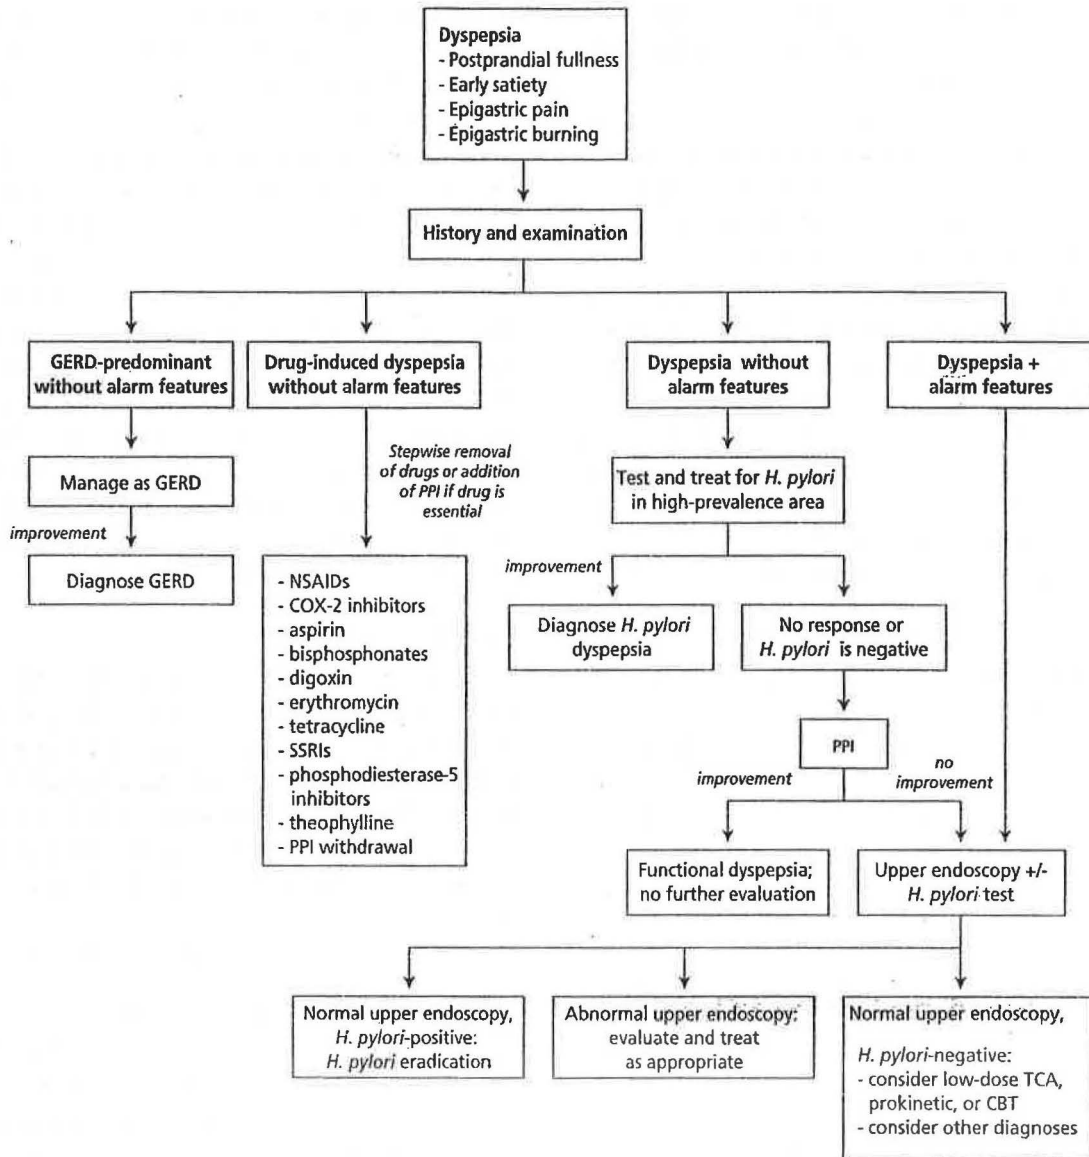 Dyspepsia
- Postprandial fullness
- Early satiety
- Epigastric pain
- Epigastric burning
History and examination
GERD-predominant
without alarm features
Drug-induced dyspepsia
without alarm features
Dyspepsia without
alarm features
Dyspepsia +
alarm features
Manage as GERD
improvement
Diagnose GERD
Stepwise removal
of drugs or addition
of PPI if drug is
essential
- NSAIDs
- COX-2 inhibitors
- aspirin
- bisphosphonates
- digoxin
- erythromycin
- tetracycline
- SSRIs
- phosphodiesterase-5
inhibitors
- theophylline
- PPI withdrawal
Test and treat for H. pylori
in high-prevalence area
improvement
Diagnose H. pylori
dyspepsia
No response or
H. pylori is negative
PPI
improvement
no
improvement
Functional dyspepsia;
no further evaluation
Upper endoscopy +/-
H. pylori test
Normal upper endoscopy,
H. pylori-positive:
H. pylori eradication
Abnormal upper endoscopy:
evaluate and treat
as appropriate
Normal upper endoscopy,
H. pylori-negative:
- consider low-dose TCA,
prokinetic, or CBT
- consider other diagnoses